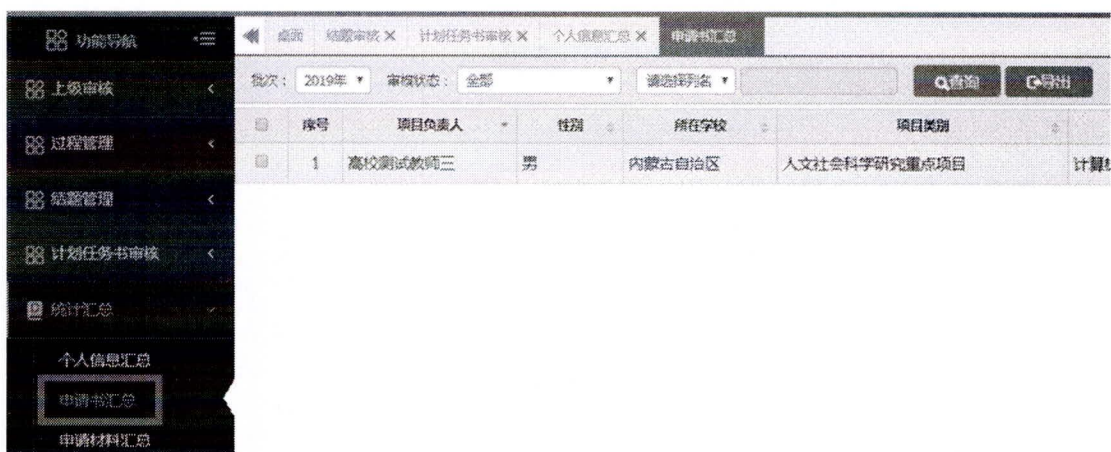 功能导航
上级审核
过程管理
结题管理
计划任务书审核
统计汇总
个人信息汇总
申请书汇总
申请材料汇总
桌面 结题审核 × 计划任务书审核 × 个人信息汇总 × 申请书汇总
批次: 2019年 审核状态: 全部 请选择列名 查询 导出
序号 项目负责人 性别 所在学校 项目类别
1 高校测试教师三 男 内蒙古自治区 人文社会科学研究重点项目 计算